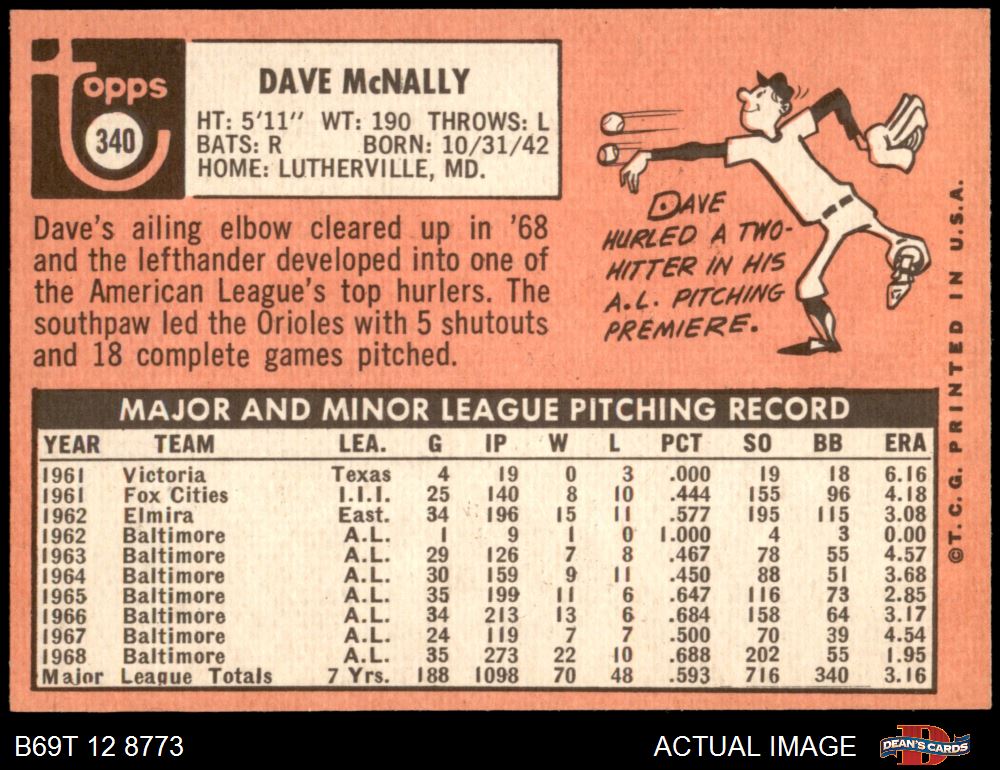 Topps
340
DAVE McNALLY
HT: 5'11" WT: 190 THROWS: L
BATS: R BORN: 10/31/42
HOME: LUTHERVILLE, MD.
Dave's ailing elbow cleared up in '68
and the lefthander developed into one of
the American League's top hurlers. The
southpaw led the Orioles with 5 shutouts
and 18 complete games pitched.
DAVE
HURLED A TWO-
HITTER IN HIS
A.L. PITCHING
PREMIERE.
MAJOR AND MINOR LEAGUE PITCHING RECORD
YEAR TEAM LEA. G IP W L PCT SO BB ERA
1961 Victoria Texas 4 19 0 3 .000 19 18 6.16
1961 Fox Cities I.I.I. 25 140 8 10 .444 155 96 4.18
1962 Elmira East. 34 196 15 11 .577 195 115 3.08
1962 Baltimore A.L. 1 9 1 0 1.000 4 3 0.00
1963 Baltimore A.L. 29 126 7 8 .467 78 55 4.57
1964 Baltimore A.L. 30 159 9 11 .450 88 51 3.68
1965 Baltimore A.L. 35 199 11 6 .647 116 73 2.85
1966 Baltimore A.L. 34 213 13 6 .684 158 64 3.17
1967 Baltimore A.L. 24 119 7 7 .500 70 39 4.54
1968 Baltimore A.L. 35 273 22 10 .688 202 55 1.95
Major League Totals 7 Yrs. 188 1098 70 48 .593 716 340 3.16
©T.C.G. PRINTED IN U.S.A.
B69T 12 8773
ACTUAL IMAGE
D
DEAN'S CARDS